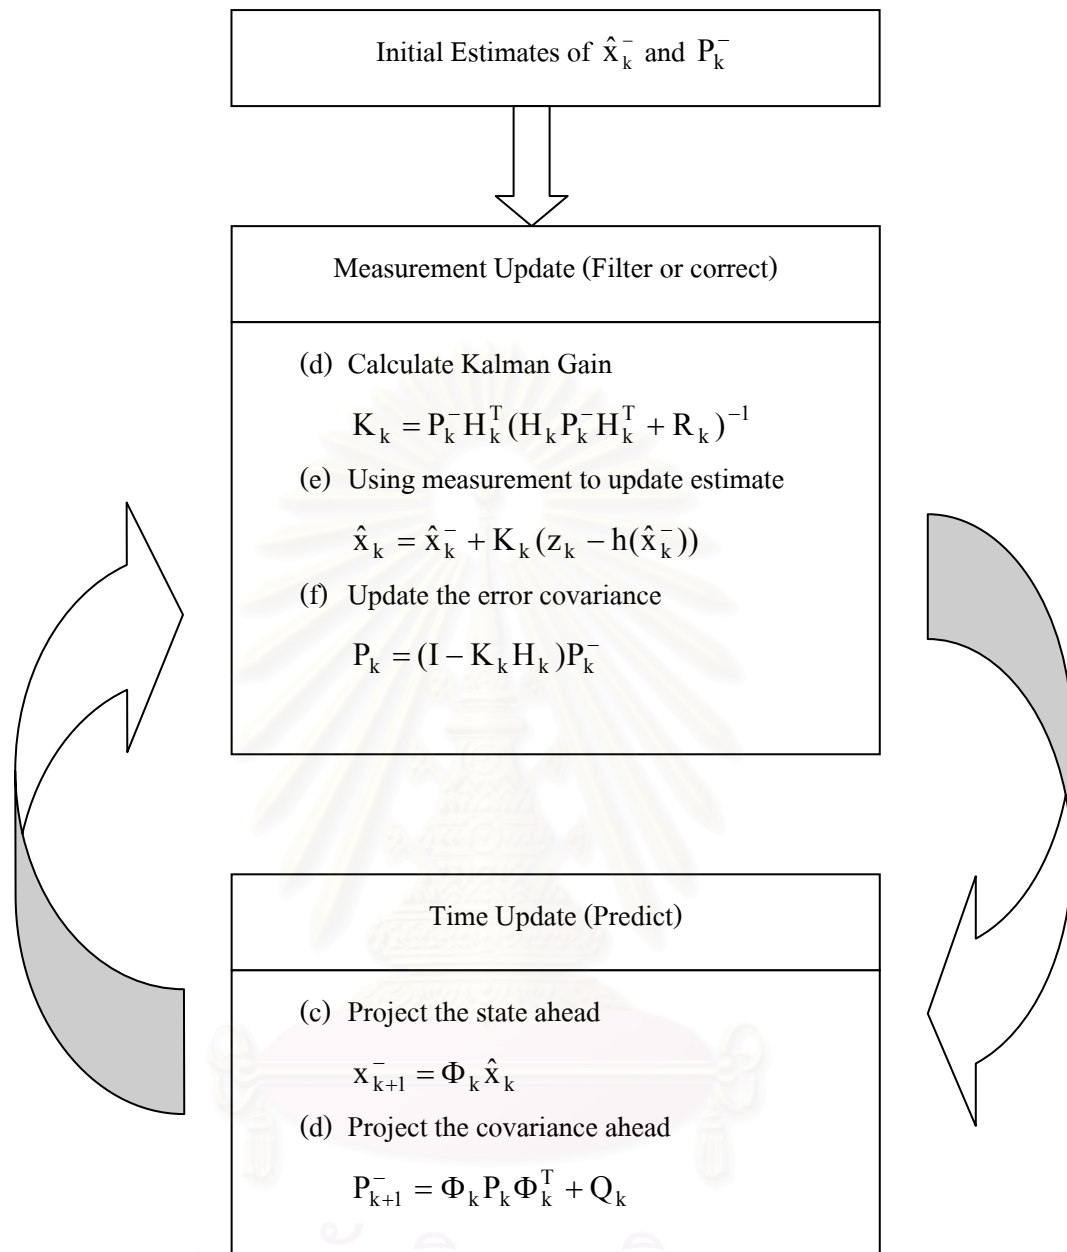 Initial Estimates of x̂ₖ⁻ and Pₖ⁻
Measurement Update (Filter or correct)
(d) Calculate Kalman Gain
Kₖ = Pₖ⁻Hₖᵀ(HₖPₖ⁻Hₖᵀ + Rₖ)⁻¹
(e) Using measurement to update estimate
x̂ₖ = x̂ₖ⁻ + Kₖ(zₖ − h(x̂ₖ⁻))
(f) Update the error covariance
Pₖ = (I − KₖHₖ)Pₖ⁻
Time Update (Predict)
(c) Project the state ahead
xₖ₊₁⁻ = Φₖx̂ₖ
(d) Project the covariance ahead
Pₖ₊₁⁻ = ΦₖPₖΦₖᵀ + Qₖ